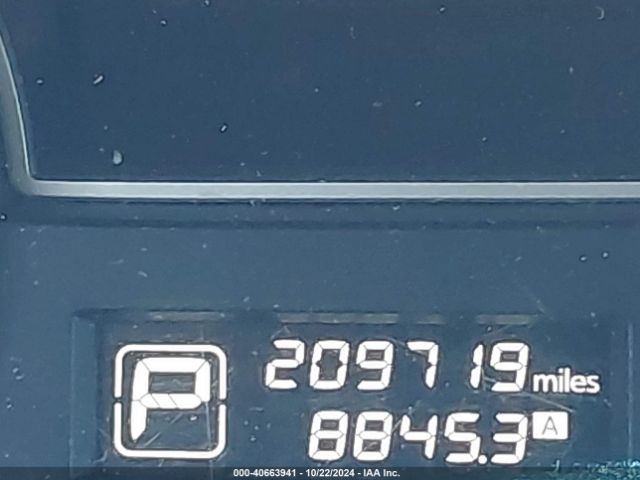 P
209719 miles
8845.3 A
000-40663941 - 10/22/2024 - IAA Inc.